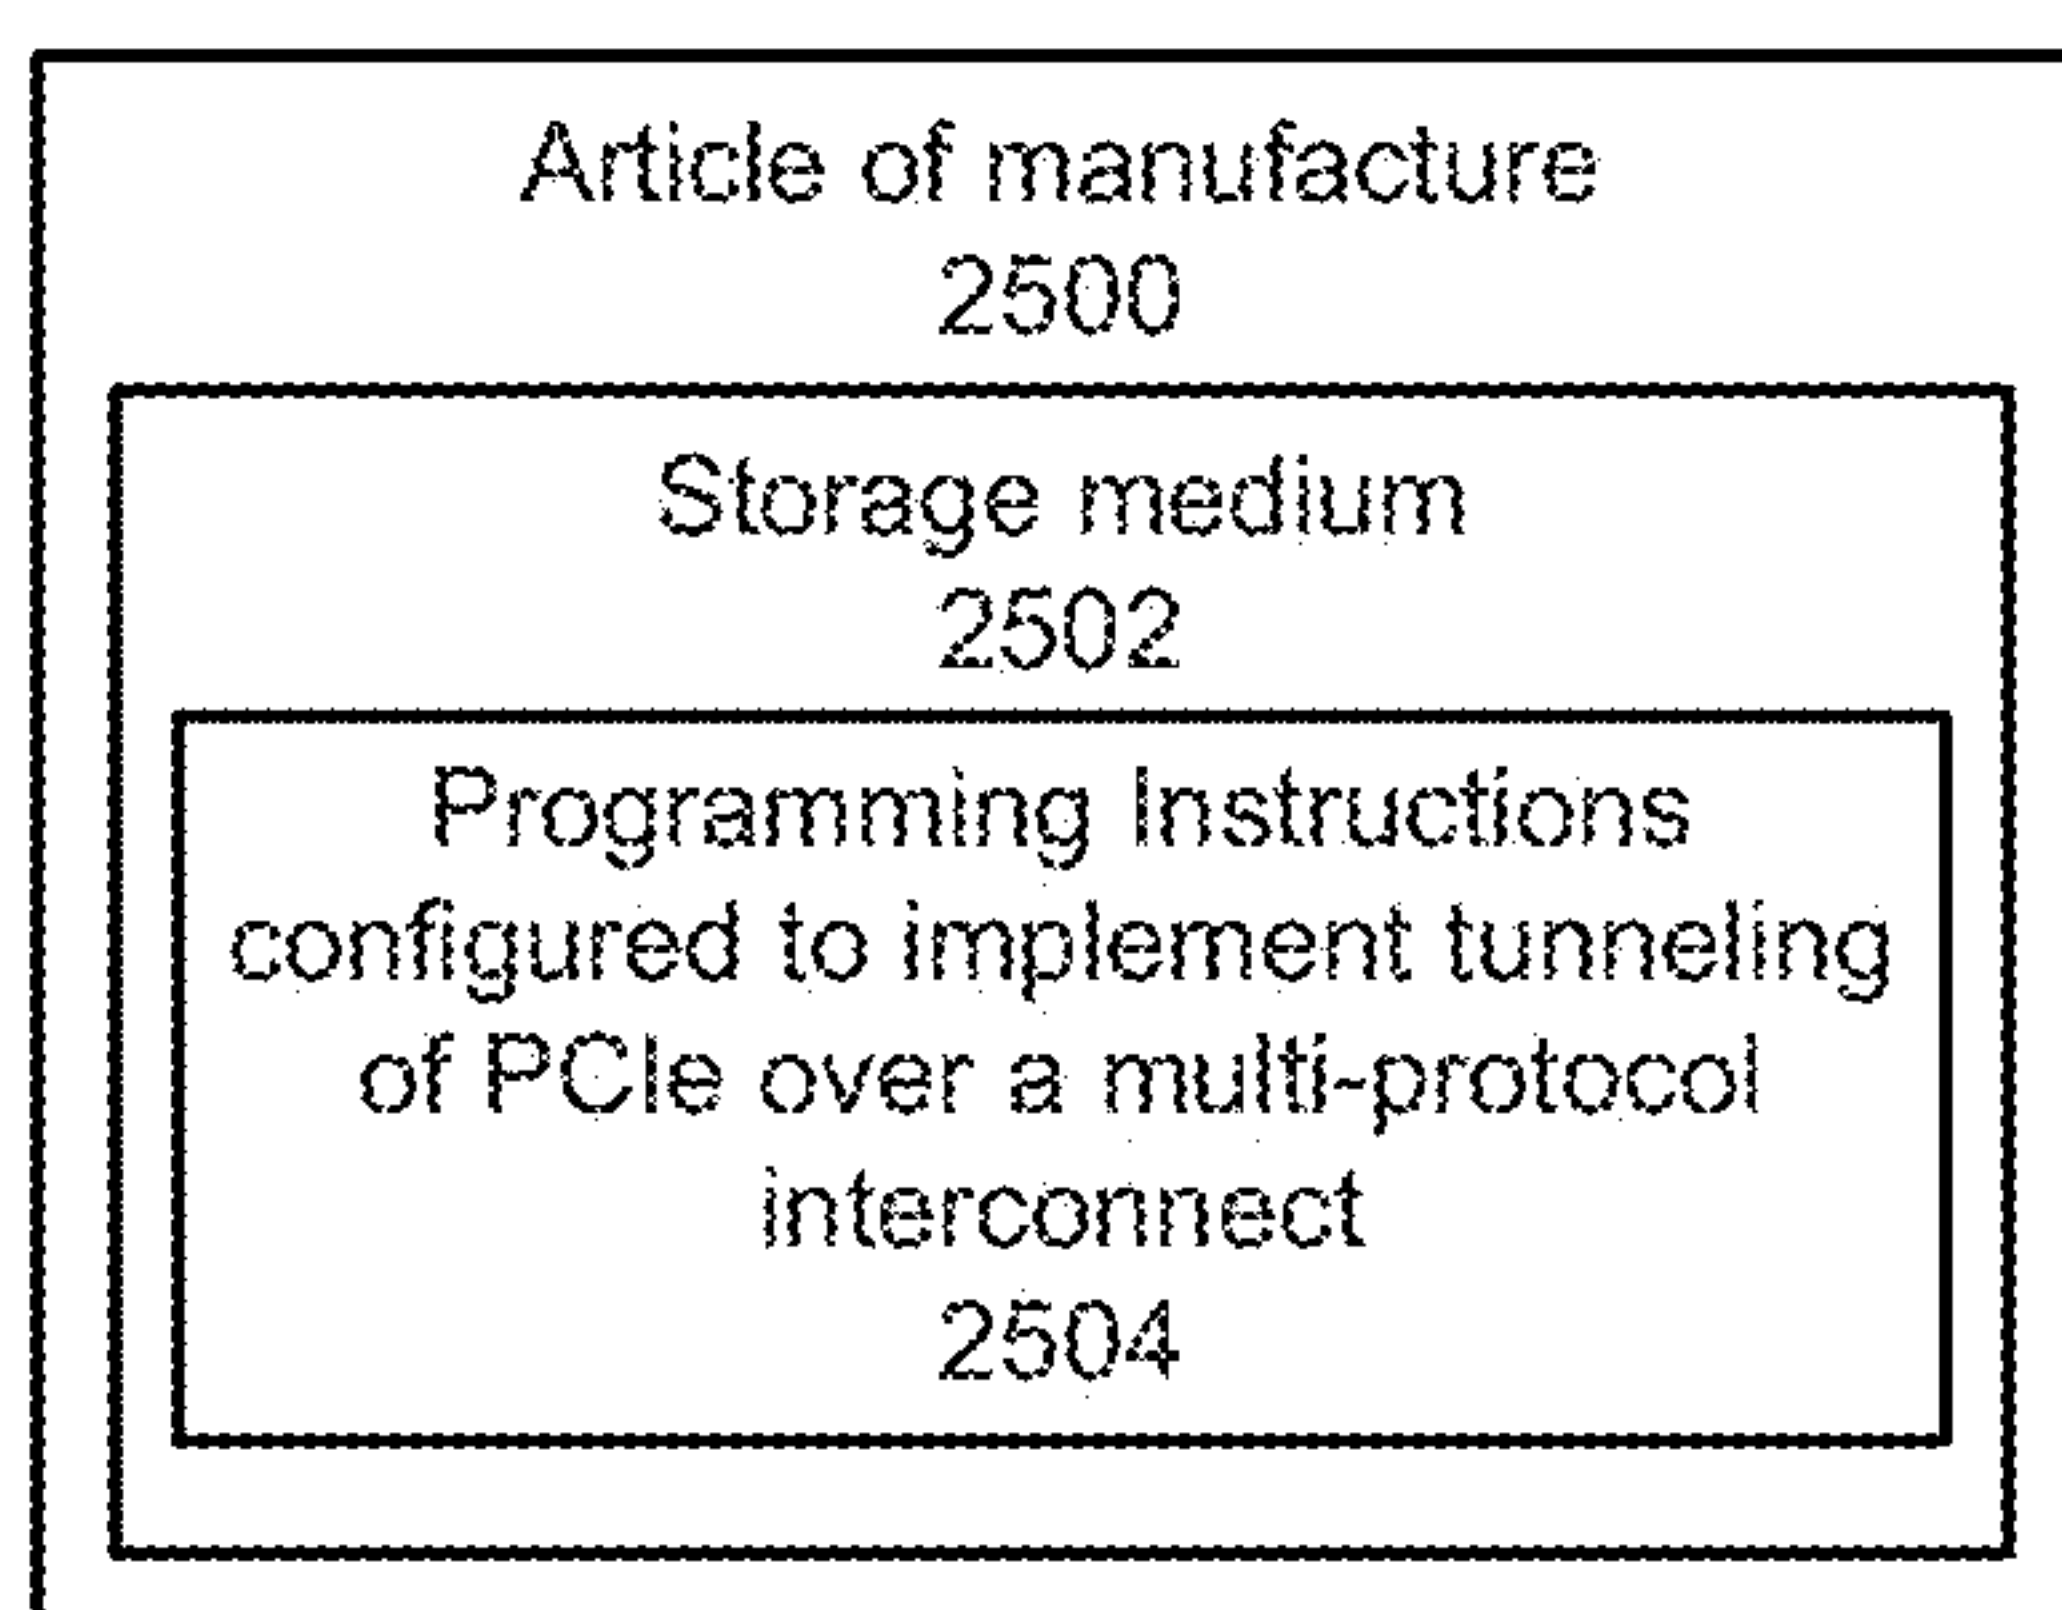 Article of manufacture
2500
Storage medium
2502
Programming Instructions
configured to implement tunneling
of PCIe over a multi-protocol
interconnect
2504